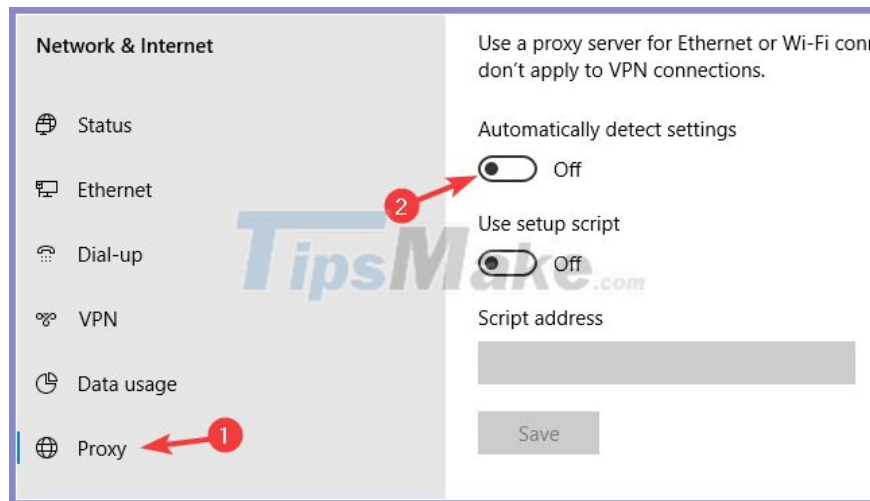 Network & Internet
Status
Ethernet
Dial-up
VPN
Data usage
Proxy
1
Use a proxy server for Ethernet or Wi-Fi
don't apply to VPN connections.
Automatically detect settings
Off
2
Use setup script
Off
Script address
Save
TipsMake.com